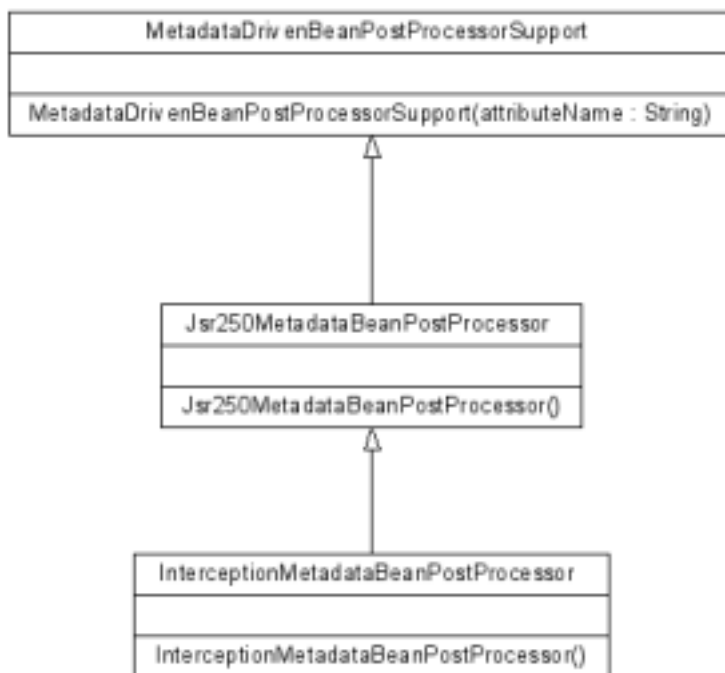 MetadataDrivenBeanPostProcessorSupport
MetadataDrivenBeanPostProcessorSupport(attributeName : String)
Jsr250MetadataBeanPostProcessor
Jsr250MetadataBeanPostProcessor()
InterceptionMetadataBeanPostProcessor
InterceptionMetadataBeanPostProcessor()